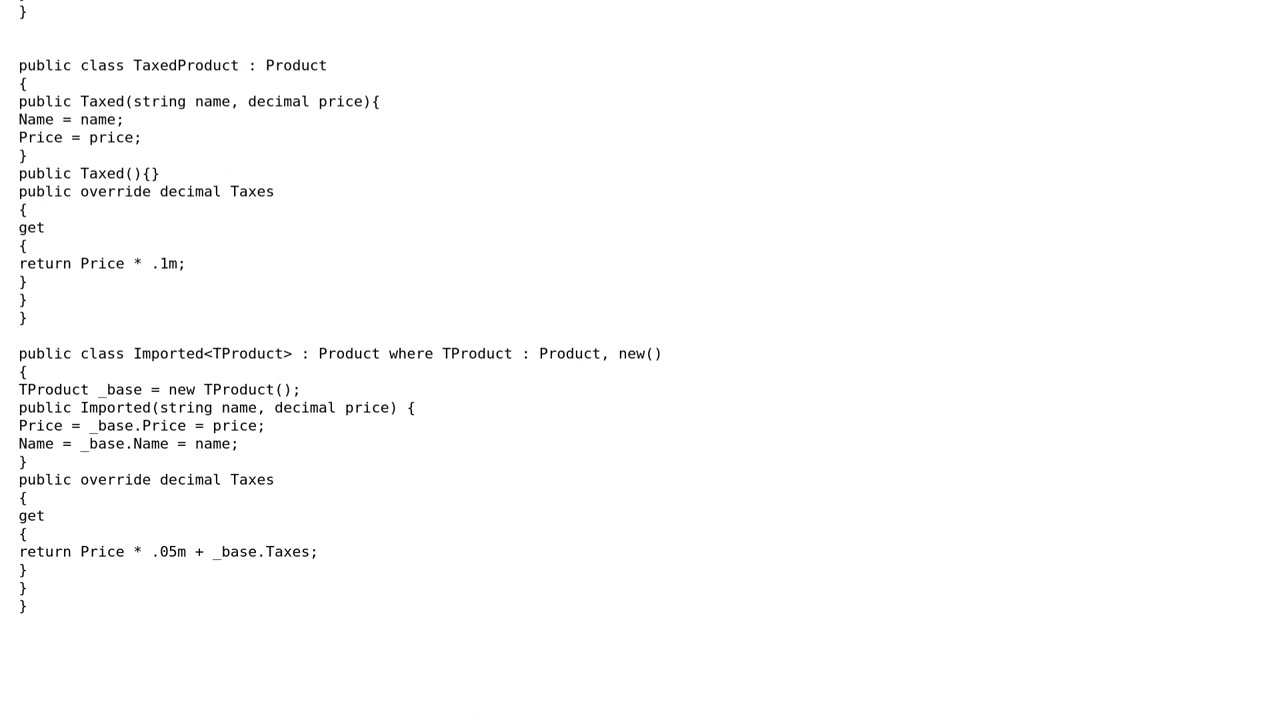 }
public class TaxedProduct : Product
{
public Taxed(string name, decimal price){
Name = name;
Price = price;
}
public Taxed(){}
public override decimal Taxes
{
get
{
return Price * .1m;
}
}
}
public class Imported<TProduct> : Product where TProduct : Product, new()
{
TProduct _base = new TProduct();
public Imported(string name, decimal price) {
Price = _base.Price = price;
Name = _base.Name = name;
}
public override decimal Taxes
{
get
{
return Price * .05m + _base.Taxes;
}
}
}